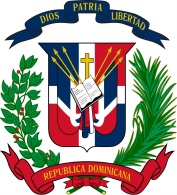 DIOS PATRIA LIBERTAD
REPUBLICA DOMINICANA